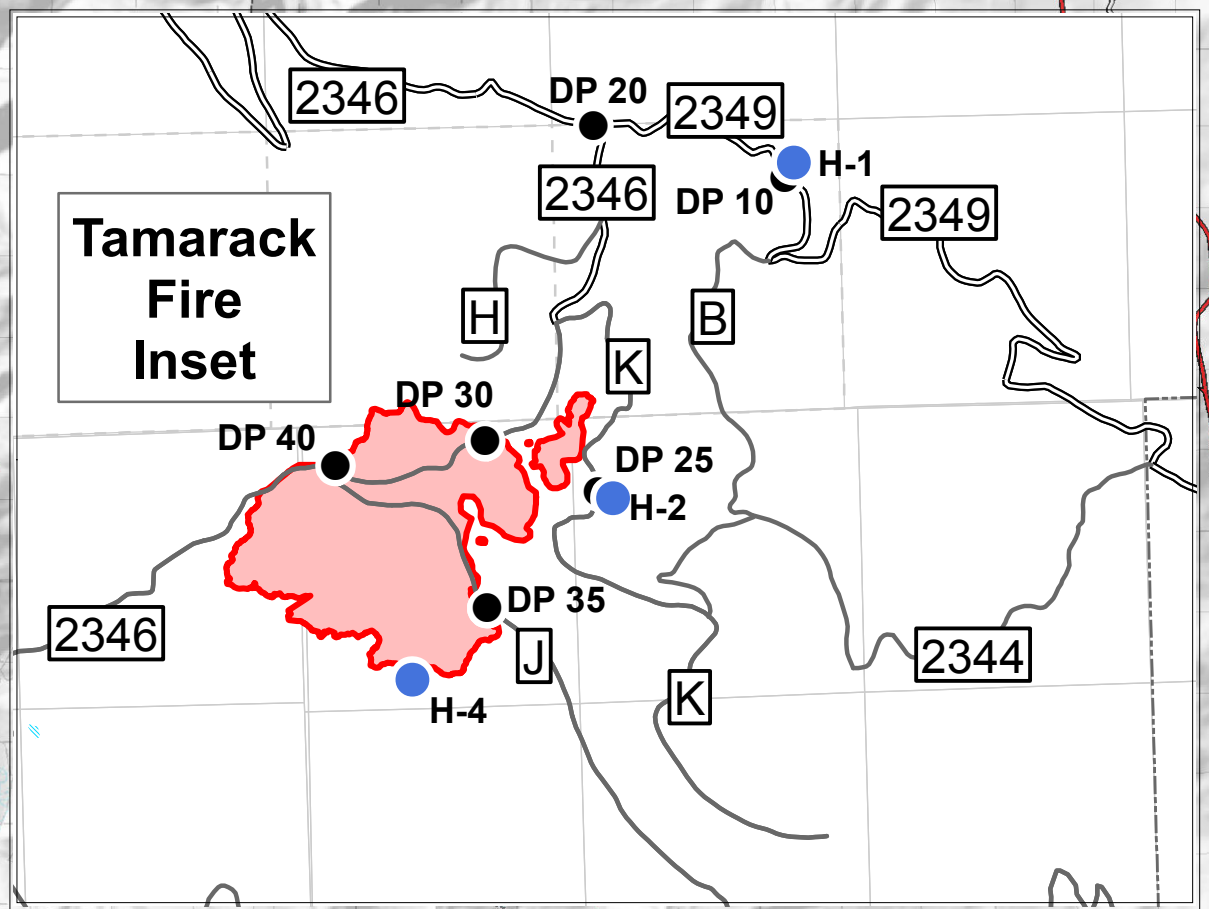 DP 20
2346
2349
H-1
2346
DP 10
2349
Tamarack
Fire
Inset
H
B
K
DP 30
DP 40
DP 25
H-2
DP 35
2346
J
2344
K
H-4